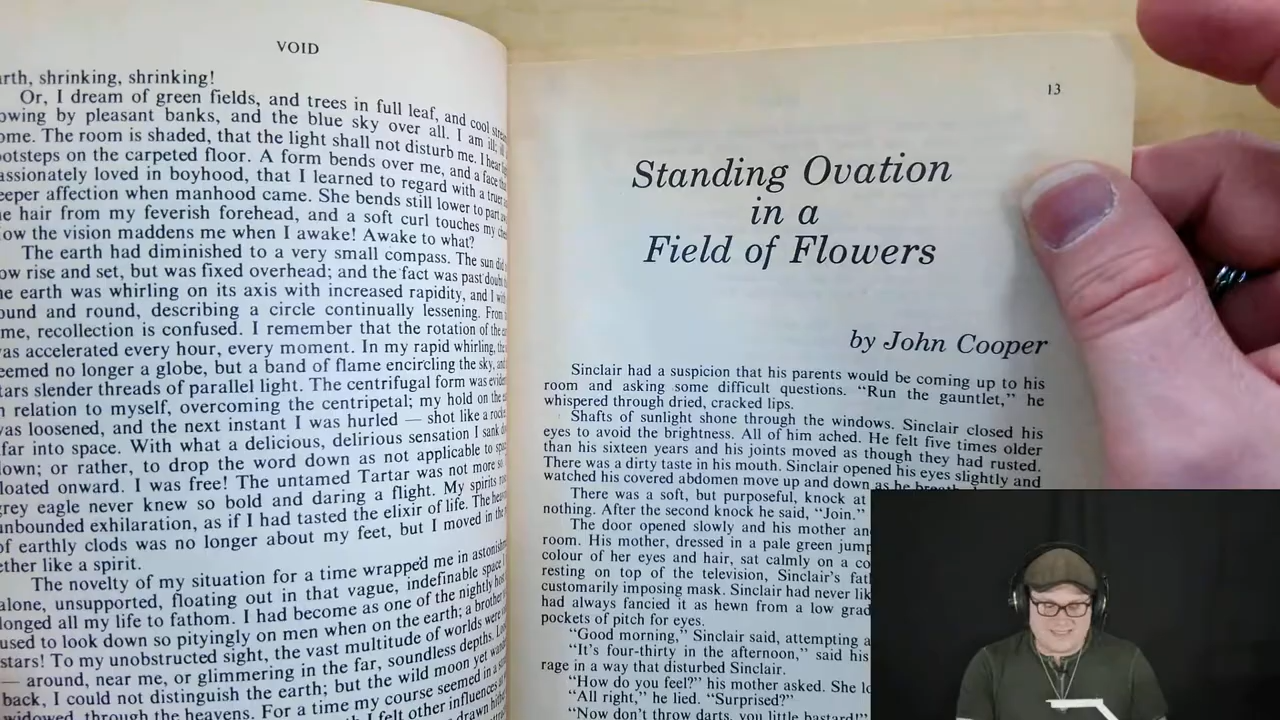 VOID
arth, shrinking, shrinking!
Or, I dream of green fields, and trees in full leaf, and cool
owing by pleasant banks, and the blue sky over all. I am ill;
ome. The room is shaded, that the light shall not disturb me. I hear
ootsteps on the carpeted floor. A form bends over me, and a face
assionately loved in boyhood, that I learned to regard with a truer
eeper affection when manhood came. She bends still lower to part
e hair from my feverish forehead, and a soft curl touches my
ow the vision maddens me when I awake! Awake to what?
The earth had diminished to a very small compass. The sun did
ow rise and set, but was fixed overhead; and the fact was past doubt
he earth was whirling on its axis with increased rapidity, and I
ound and round, describing a circle continually lessening. From
me, recollection is confused. I remember that the rotation of the
as accelerated every hour, every moment. In my rapid whirling,
eemed no longer a globe, but a band of flame encircling the sky,
tars slender threads of parallel light. The centrifugal form was
n relation to myself, overcoming the centripetal; my hold on the
was loosened, and the next instant I was hurled — shot like a
far into space. With what a delicious, delirious sensation I sank
down; or rather, to drop the word down as not applicable to
loated onward. I was free! The untamed Tartar was not more so.
grey eagle never knew so bold and daring a flight. My spirits
unbounded exhilaration, as if I had tasted the elixir of life. The
of earthly clods was no longer about my feet, but I moved in the
ether like a spirit.
The novelty of my situation for a time wrapped me in
alone, unsupported, floating out in that vague, indefinable space I
longed all my life to fathom. I had become as one of the nightly
used to look down so pityingly on men when on the earth; a brother
stars! To my unobstructed sight, the vast multitude of worlds were
— around, near me, or glimmering in the far, soundless depths.
back, I could not distinguish the earth; but the wild moon yet
widowed, through the heavens. For a time my course seemed in a
I felt other influences
drawn
13
Standing Ovation
in a
Field of Flowers
by John Cooper
Sinclair had a suspicion that his parents would be coming up to his
room and asking some difficult questions. “Run the gauntlet,” he
whispered through dried, cracked lips.
Shafts of sunlight shone through the windows. Sinclair closed his
eyes to avoid the brightness. All of him ached. He felt five times older
than his sixteen years and his joints moved as though they had rusted.
There was a dirty taste in his mouth. Sinclair opened his eyes slightly and
watched his covered abdomen move up and down as he
There was a soft, but purposeful, knock at
nothing. After the second knock he said, “Join.”
The door opened slowly and his mother
room. His mother, dressed in a pale green
colour of her eyes and hair, sat calmly on a
resting on top of the television, Sinclair's
customarily imposing mask. Sinclair had never
had always fancied it as hewn from a low
pockets of pitch for eyes.
“Good morning,” Sinclair said, attempting a
“It's four-thirty in the afternoon,” said his
rage in a way that disturbed Sinclair.
“How do you feel?” his mother asked. She
“All right,” he lied. “Surprised?”
“Now don't throw darts, you little bastard!”